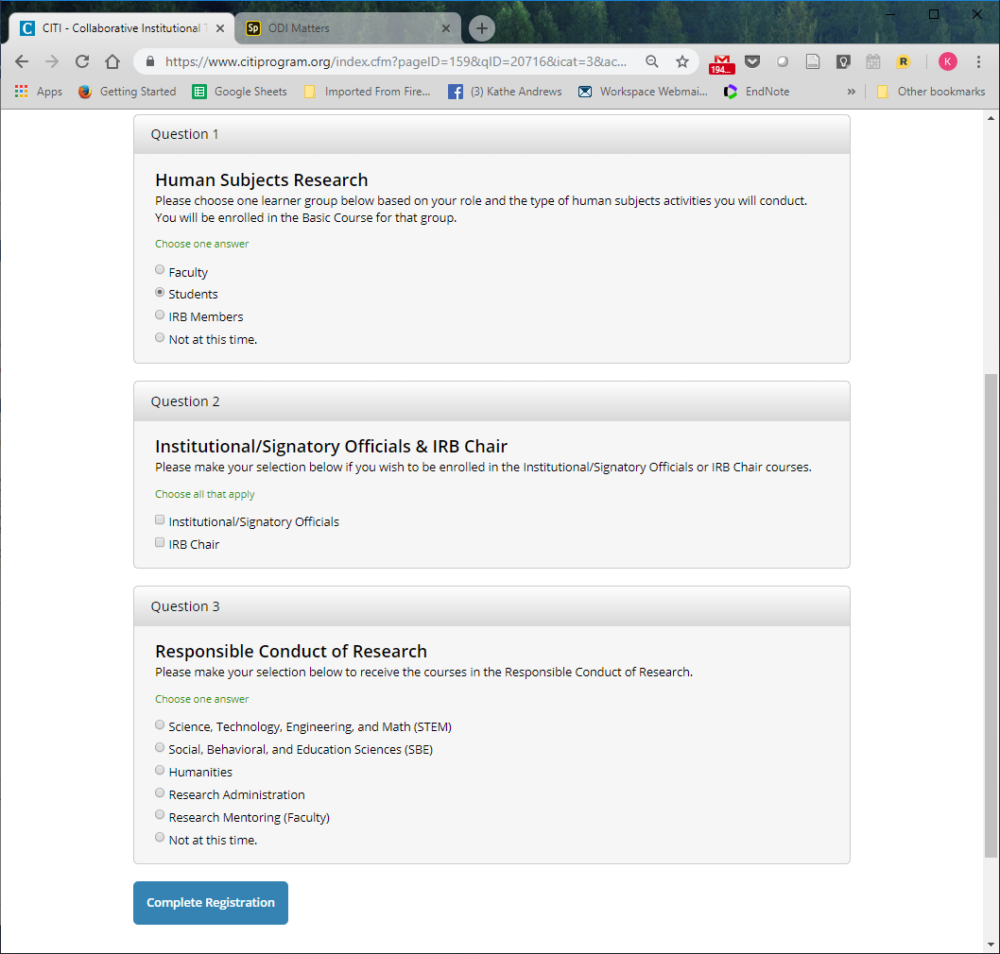 CITI - Collaborative Institutional T
ODI Matters
https://www.citiprogram.org/index.cfm?pageID=159&qID=20716&icat=3&ac...
194...
R
K
Apps
Getting Started
Google Sheets
Imported From Fire...
(3) Kathe Andrews
Workspace Webmai...
EndNote
»
Other bookmarks
Question 1
Human Subjects Research
Please choose one learner group below based on your role and the type of human subjects activities you will conduct.
You will be enrolled in the Basic Course for that group.
Choose one answer
Faculty
Students
IRB Members
Not at this time.
Question 2
Institutional/Signatory Officials & IRB Chair
Please make your selection below if you wish to be enrolled in the Institutional/Signatory Officials or IRB Chair courses.
Choose all that apply
Institutional/Signatory Officials
IRB Chair
Question 3
Responsible Conduct of Research
Please make your selection below to receive the courses in the Responsible Conduct of Research.
Choose one answer
Science, Technology, Engineering, and Math (STEM)
Social, Behavioral, and Education Sciences (SBE)
Humanities
Research Administration
Research Mentoring (Faculty)
Not at this time.
Complete Registration